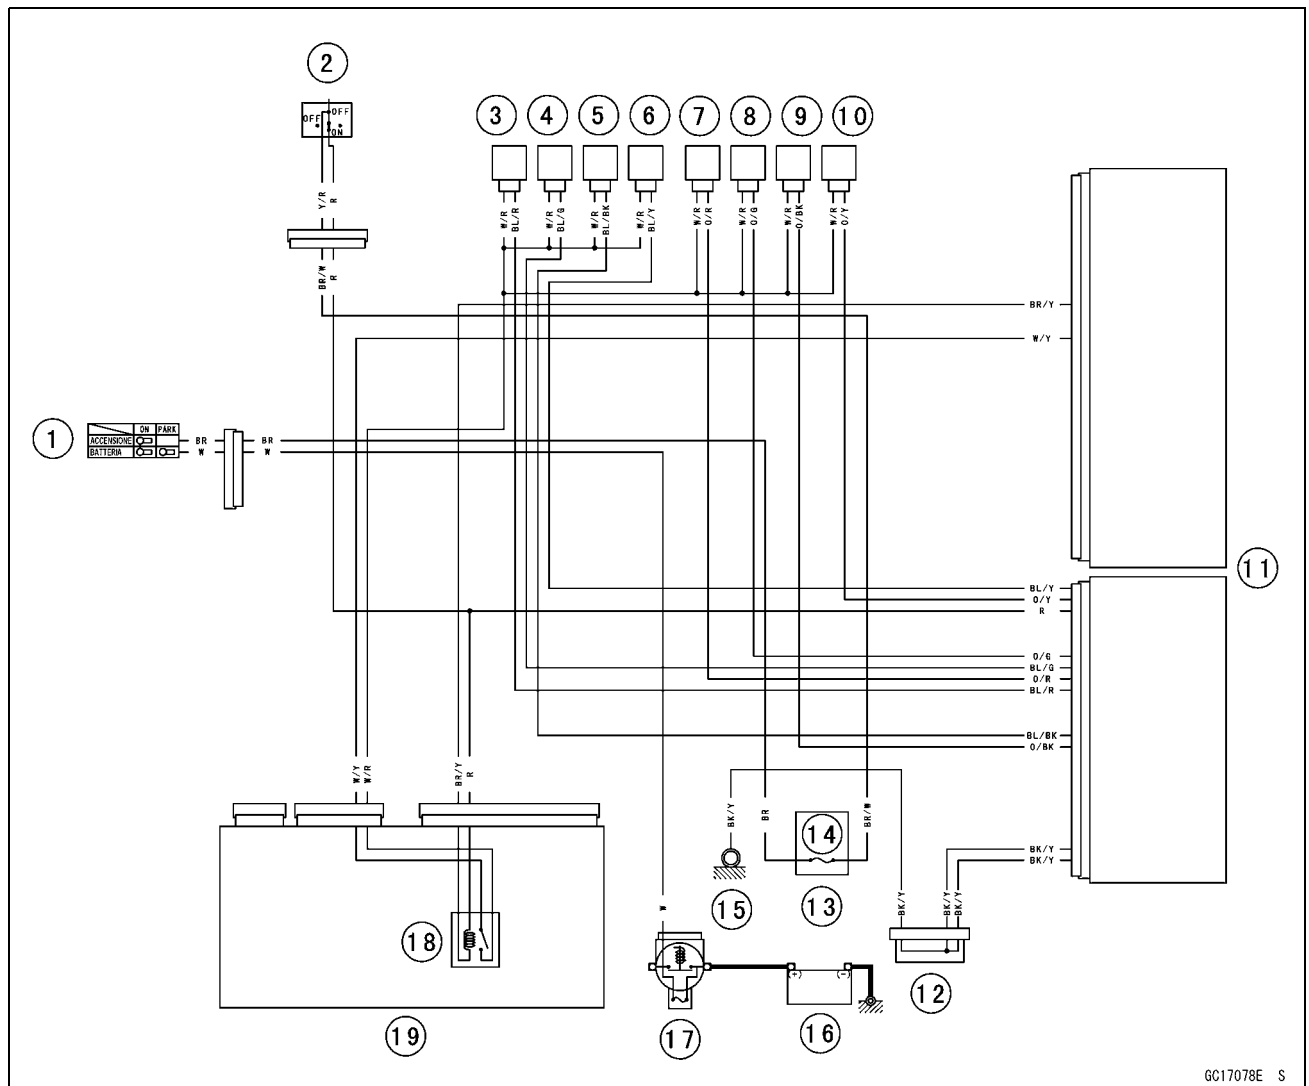 2
OFF OFF
ON
3 4 5 6 7 8 9 10
Y/R R
W/R BL/R W/R BL/G W/R BL/BK W/R BL/Y W/R O/R W/R O/G W/R O/BK W/R O/Y
BR/W R
BR/Y
W/Y
1
ON PARK
ACCENSIONE BR BR
BATTERIA W W
11
BL/Y
O/Y
R
O/G
BL/G
O/R
BL/R
BL/BK
O/BK
W/Y W/R BR/Y R
BK/Y BR 14 BR/W
BK/Y
BK/Y
15 13
W BK/Y BK/Y BK/Y
18
(+) (-)
12
19 17 16
GC17078E S